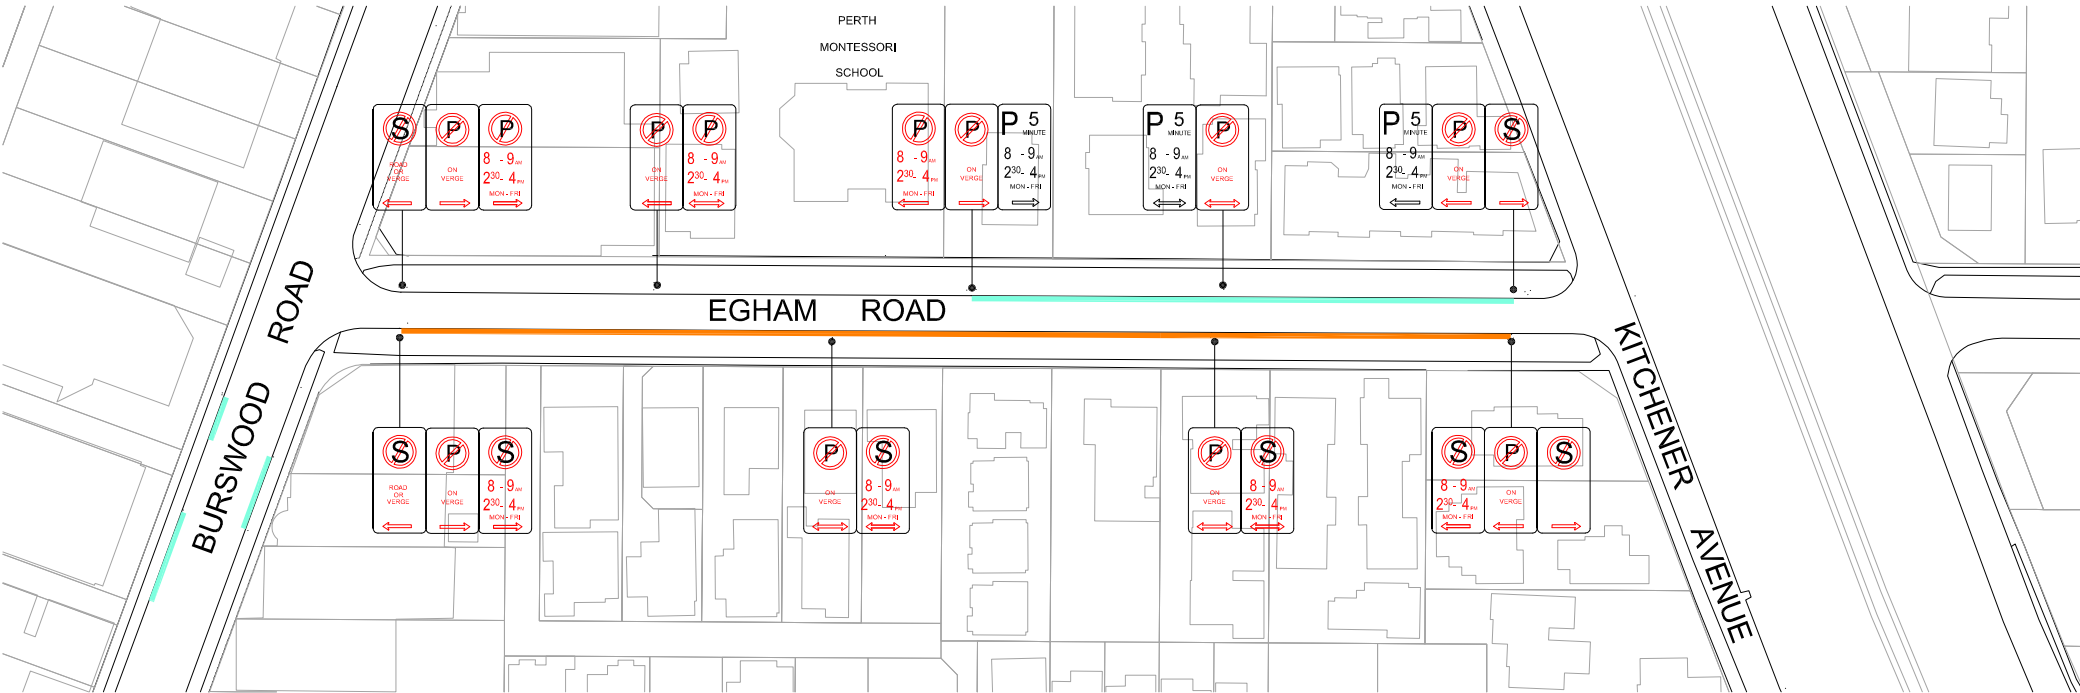 PERTH
MONTESSORI
SCHOOL
S
ROAD
OR
VERGE
P
ON
VERGE
P
8 - 9AM
230- 4PM
MON - FRI
P
ON
VERGE
P
8 - 9AM
230- 4PM
MON - FRI
P
8 - 9AM
230- 4PM
MON - FRI
P
ON
VERGE
P 5
MINUTE
8 - 9AM
230- 4PM
MON - FRI
P 5
MINUTE
8 - 9AM
230- 4PM
MON - FRI
P
ON
VERGE
P 5
MINUTE
8 - 9AM
230- 4PM
MON - FRI
P
ON
VERGE
S
EGHAM ROAD
BURSWOOD ROAD
KITCHENER AVENUE
S
ROAD
OR
VERGE
P
ON
VERGE
S
8 - 9AM
230- 4PM
MON - FRI
P
ON
VERGE
S
8 - 9AM
230- 4PM
MON - FRI
P
ON
VERGE
S
8 - 9AM
230- 4PM
MON - FRI
S
8 - 9AM
230- 4PM
MON - FRI
P
ON
VERGE
S